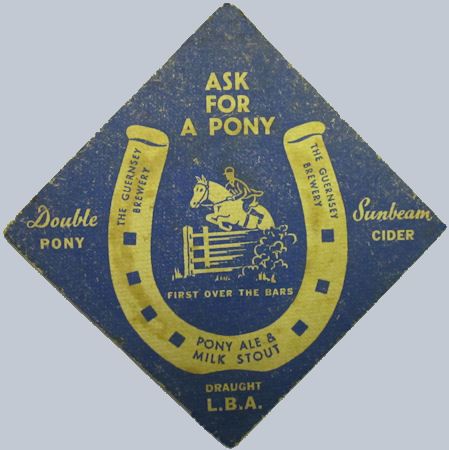 ASK
FOR
A PONY
THE GUERNSEY
BREWERY
THE GUERNSEY
BREWERY
Double
PONY
Sunbeam
CIDER
FIRST OVER THE BARS
PONY ALE &
MILK STOUT
DRAUGHT
L.B.A.